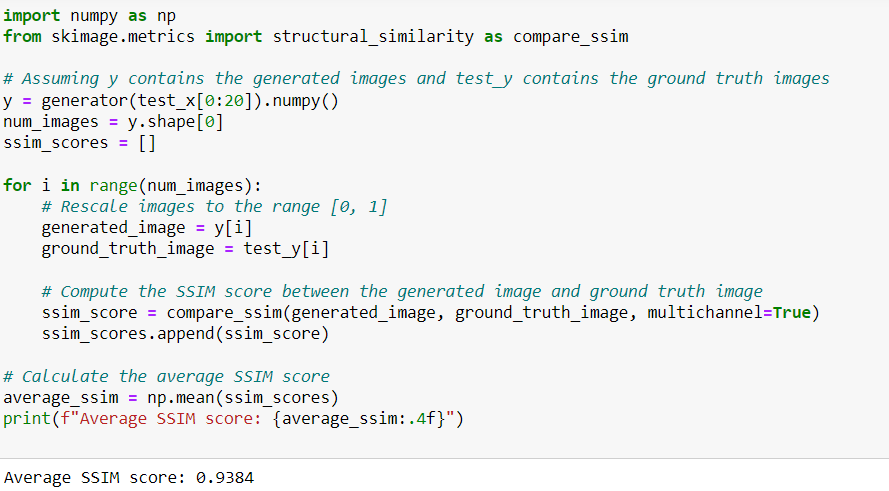 import numpy as np
from skimage.metrics import structural_similarity as compare_ssim
# Assuming y contains the generated images and test_y contains the ground truth images
y = generator(test_x[0:20]).numpy()
num_images = y.shape[0]
ssim_scores = []
for i in range(num_images):
    # Rescale images to the range [0, 1]
    generated_image = y[i]
    ground_truth_image = test_y[i]
    # Compute the SSIM score between the generated image and ground truth image
    ssim_score = compare_ssim(generated_image, ground_truth_image, multichannel=True)
    ssim_scores.append(ssim_score)
# Calculate the average SSIM score
average_ssim = np.mean(ssim_scores)
print(f"Average SSIM score: {average_ssim:.4f}")
Average SSIM score: 0.9384